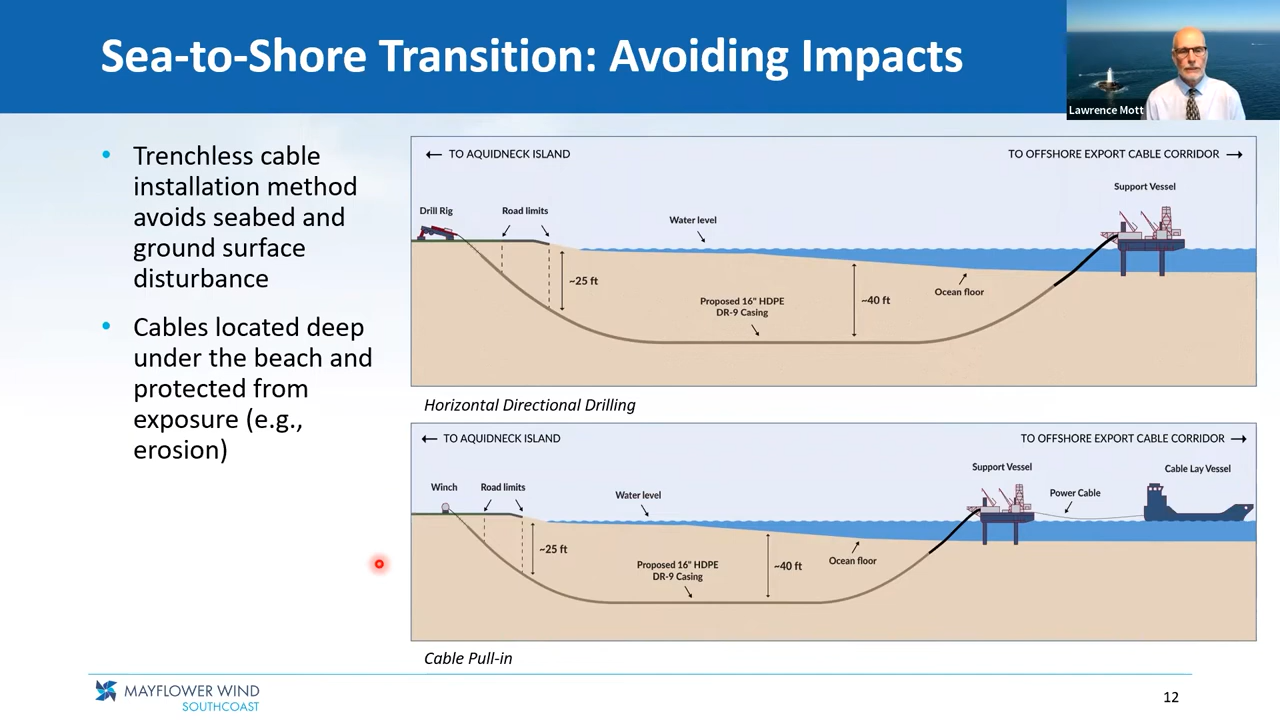 Sea-to-Shore Transition: Avoiding Impacts
Lawrence Mott
• Trenchless cable
installation method
avoids seabed and
ground surface
disturbance
• Cables located deep
under the beach and
protected from
exposure (e.g.,
erosion)
← TO AQUIDNECK ISLAND
TO OFFSHORE EXPORT CABLE CORRIDOR →
Support Vessel
Drill Rig
Road limits
Water level
~25 ft
Proposed 16" HDPE
DR-9 Casing
~40 ft
Ocean floor
Horizontal Directional Drilling
← TO AQUIDNECK ISLAND
TO OFFSHORE EXPORT CABLE CORRIDOR →
Support Vessel
Cable Lay Vessel
Winch
Road limits
Water level
Power Cable
~25 ft
Proposed 16" HDPE
DR-9 Casing
~40 ft
Ocean floor
Cable Pull-in
MAYFLOWER WIND
SOUTHCOAST
12